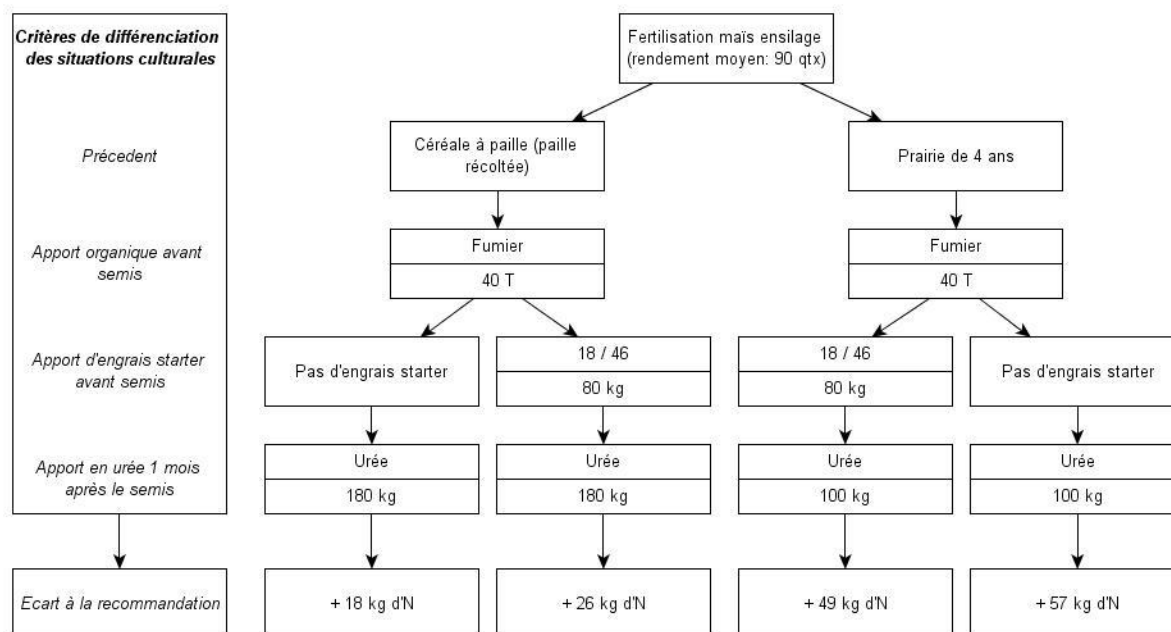 Critères de différenciation
des situations culturales
Fertilisation maïs ensilage
(rendement moyen: 90 qtx)
Précedent
Céréale à paille (paille
récoltée)
Prairie de 4 ans
Apport organique avant
semis
Fumier
40 T
Fumier
40 T
Apport d'engrais starter
avant semis
Pas d'engrais starter
18 / 46
80 kg
18 / 46
80 kg
Pas d'engrais starter
Apport en urée 1 mois
après le semis
Urée
180 kg
Urée
180 kg
Urée
100 kg
Urée
100 kg
Ecart à la recommandation
+ 18 kg d'N
+ 26 kg d'N
+ 49 kg d'N
+ 57 kg d'N